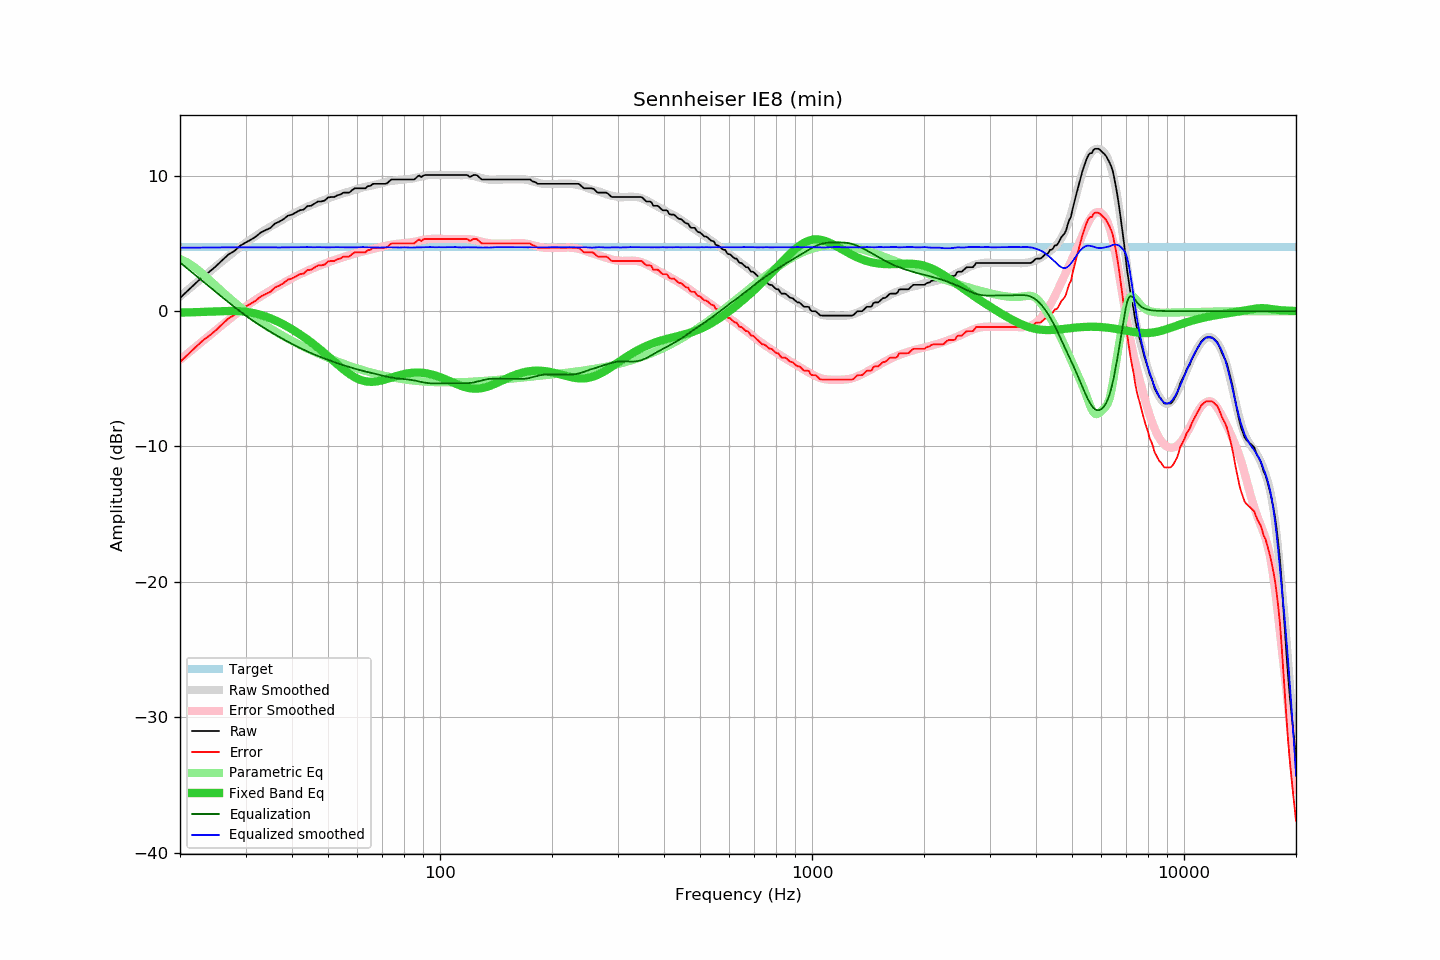 Sennheiser IE8 (min)
10
0
−10
−20
−30
−40
Amplitude (dBr)
Target
Raw Smoothed
Error Smoothed
Raw
Error
Parametric Eq
Fixed Band Eq
Equalization
Equalized smoothed
100
1000
10000
Frequency (Hz)